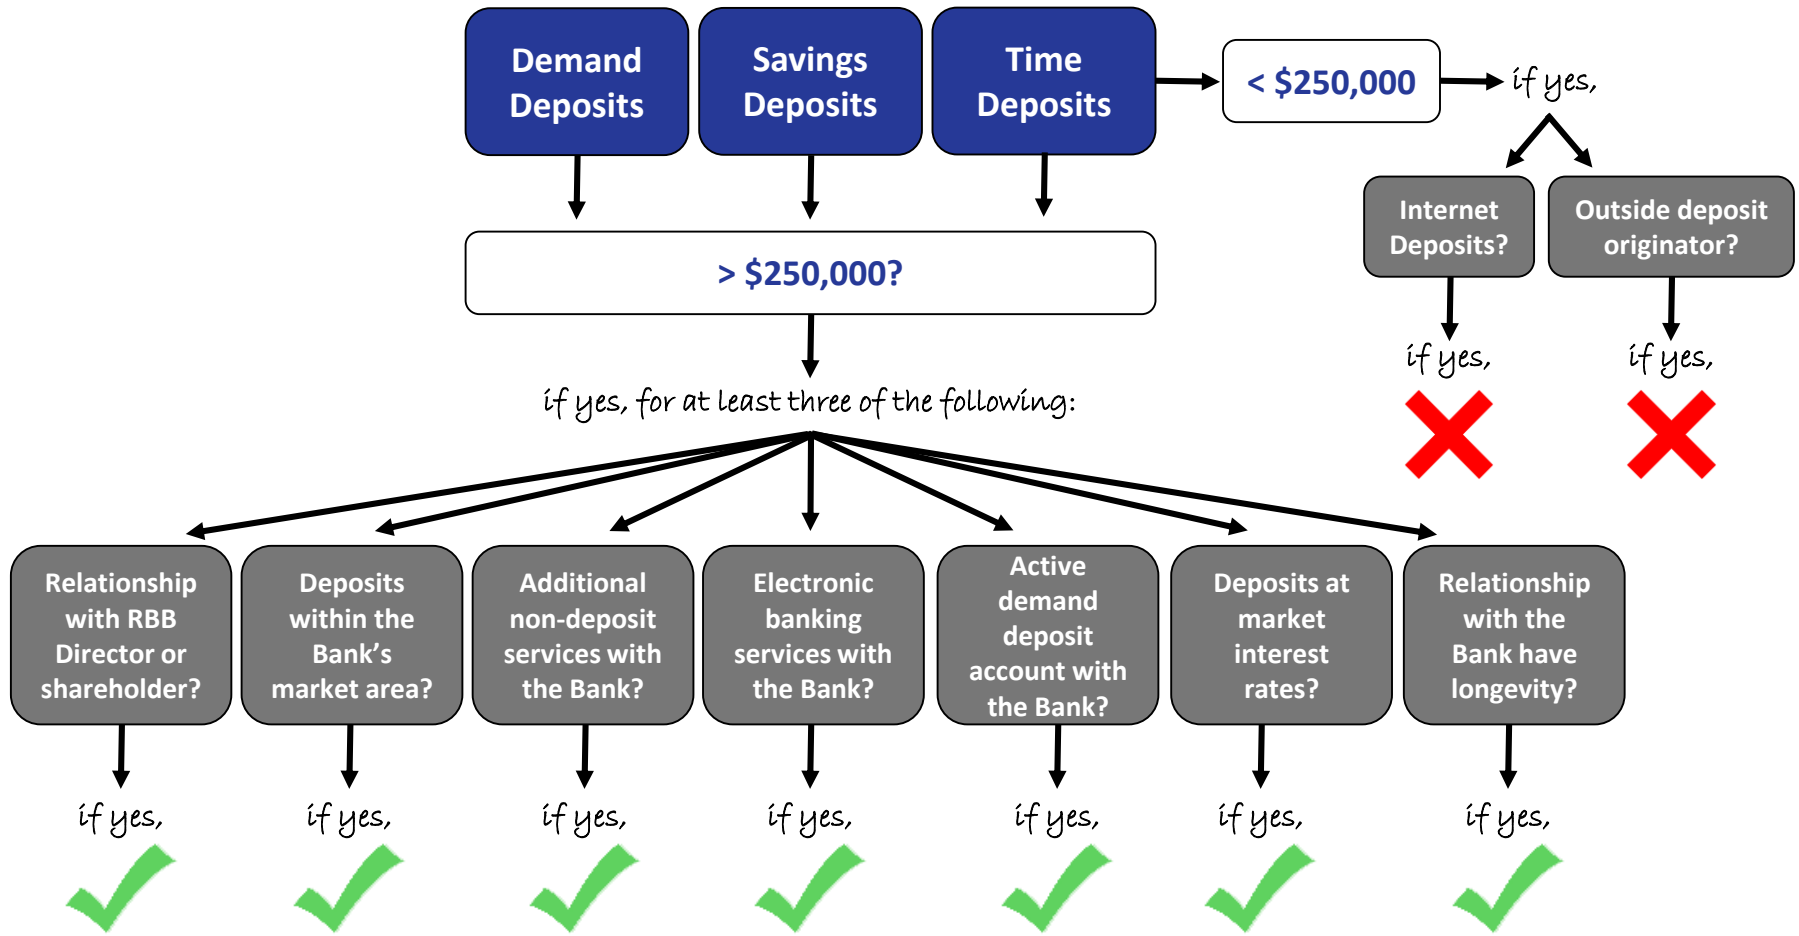 Demand
Deposits
Savings
Deposits
Time
Deposits
< $250,000
if yes,
Internet
Deposits?
Outside deposit
originator?
if yes,
if yes,
> $250,000?
if yes, for at least three of the following:
Relationship
with RBB
Director or
shareholder?
Deposits
within the
Bank's
market area?
Additional
non-deposit
services with
the Bank?
Electronic
banking
services with
the Bank?
Active
demand
deposit
account with
the Bank?
Deposits at
market
interest
rates?
Relationship
with the
Bank have
longevity?
if yes,
if yes,
if yes,
if yes,
if yes,
if yes,
if yes,